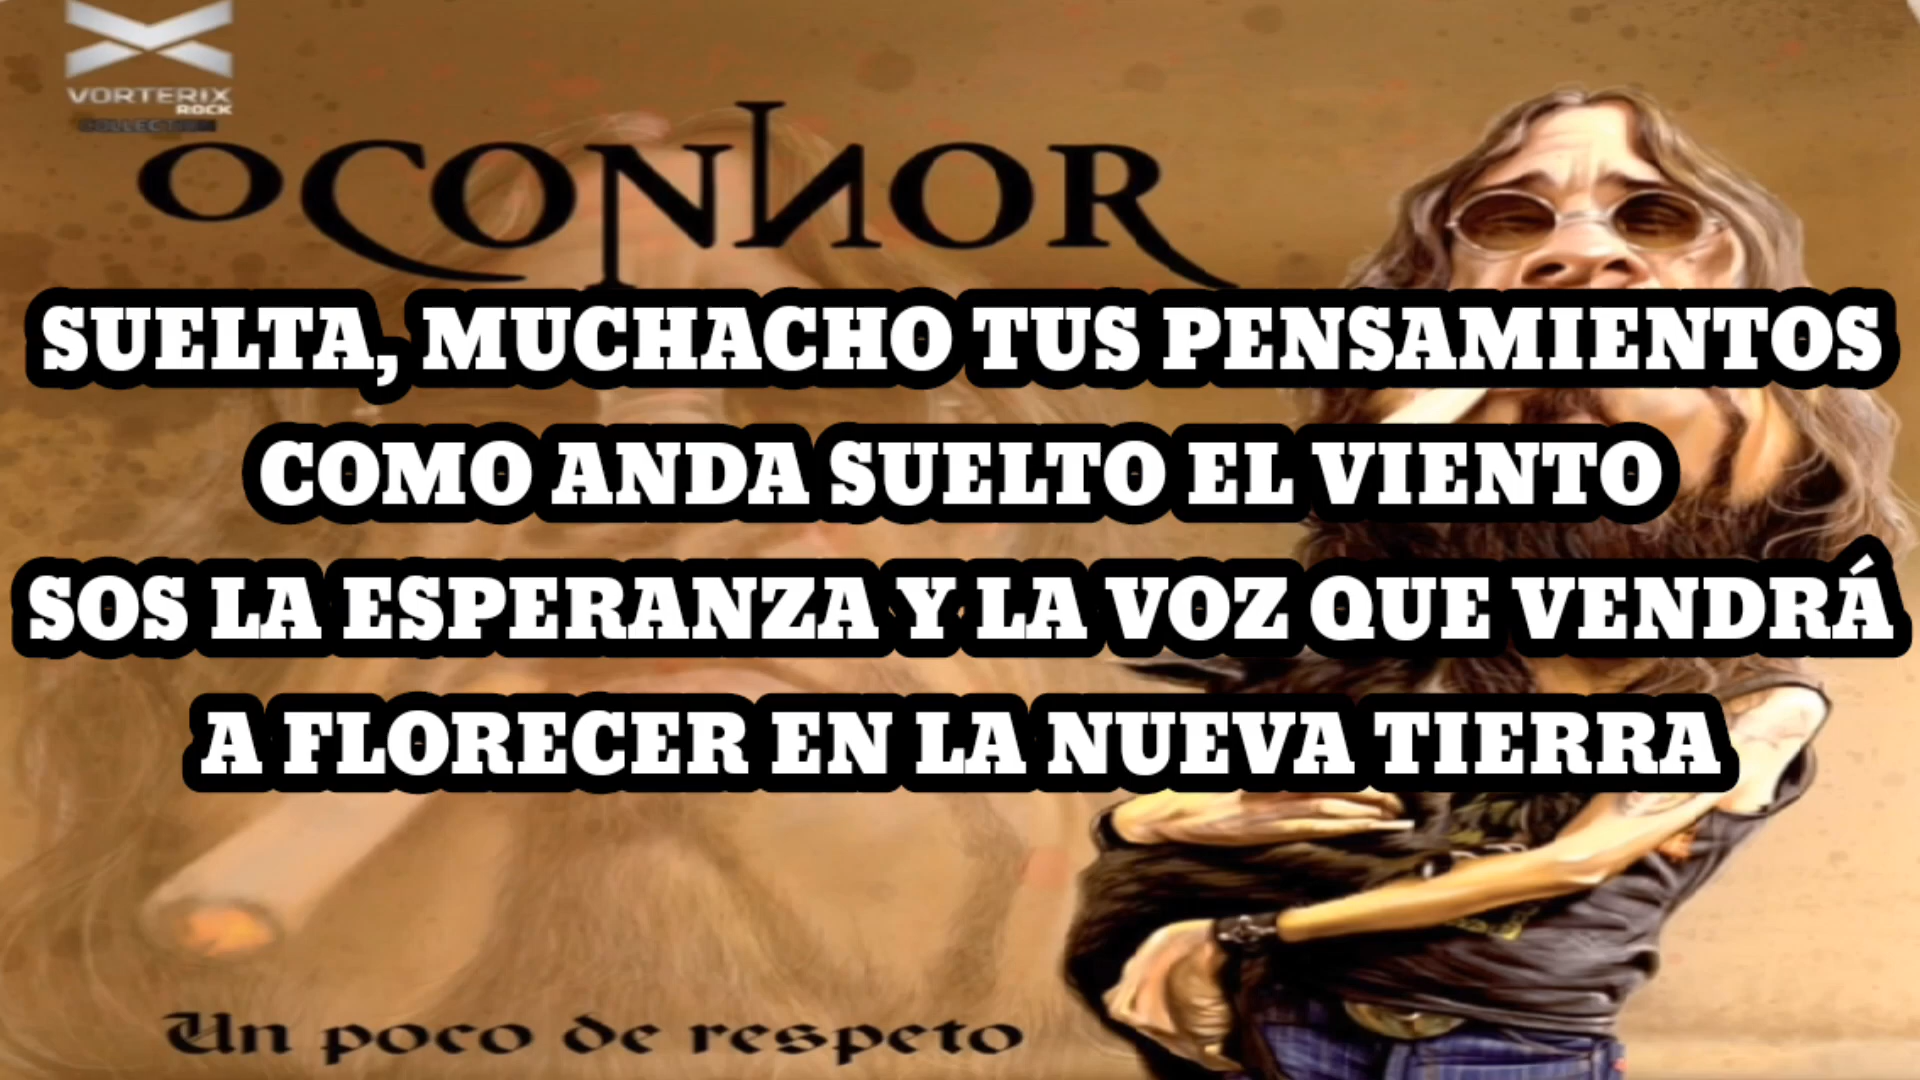 VORTERIX
ROCK
COLLECTION
OCONNOR
SUELTA, MUCHACHO TUS PENSAMIENTOS
COMO ANDA SUELTO EL VIENTO
SOS LA ESPERANZA Y LA VOZ QUE VENDRÁ
A FLORECER EN LA NUEVA TIERRA
Un poco de respeto